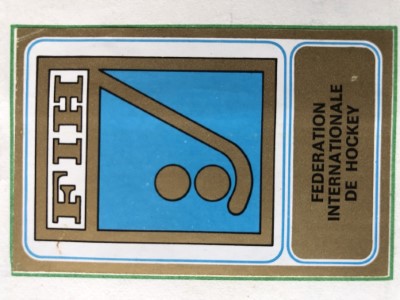 FIH
FEDERATION
INTERNATIONALE
DE HOCKEY